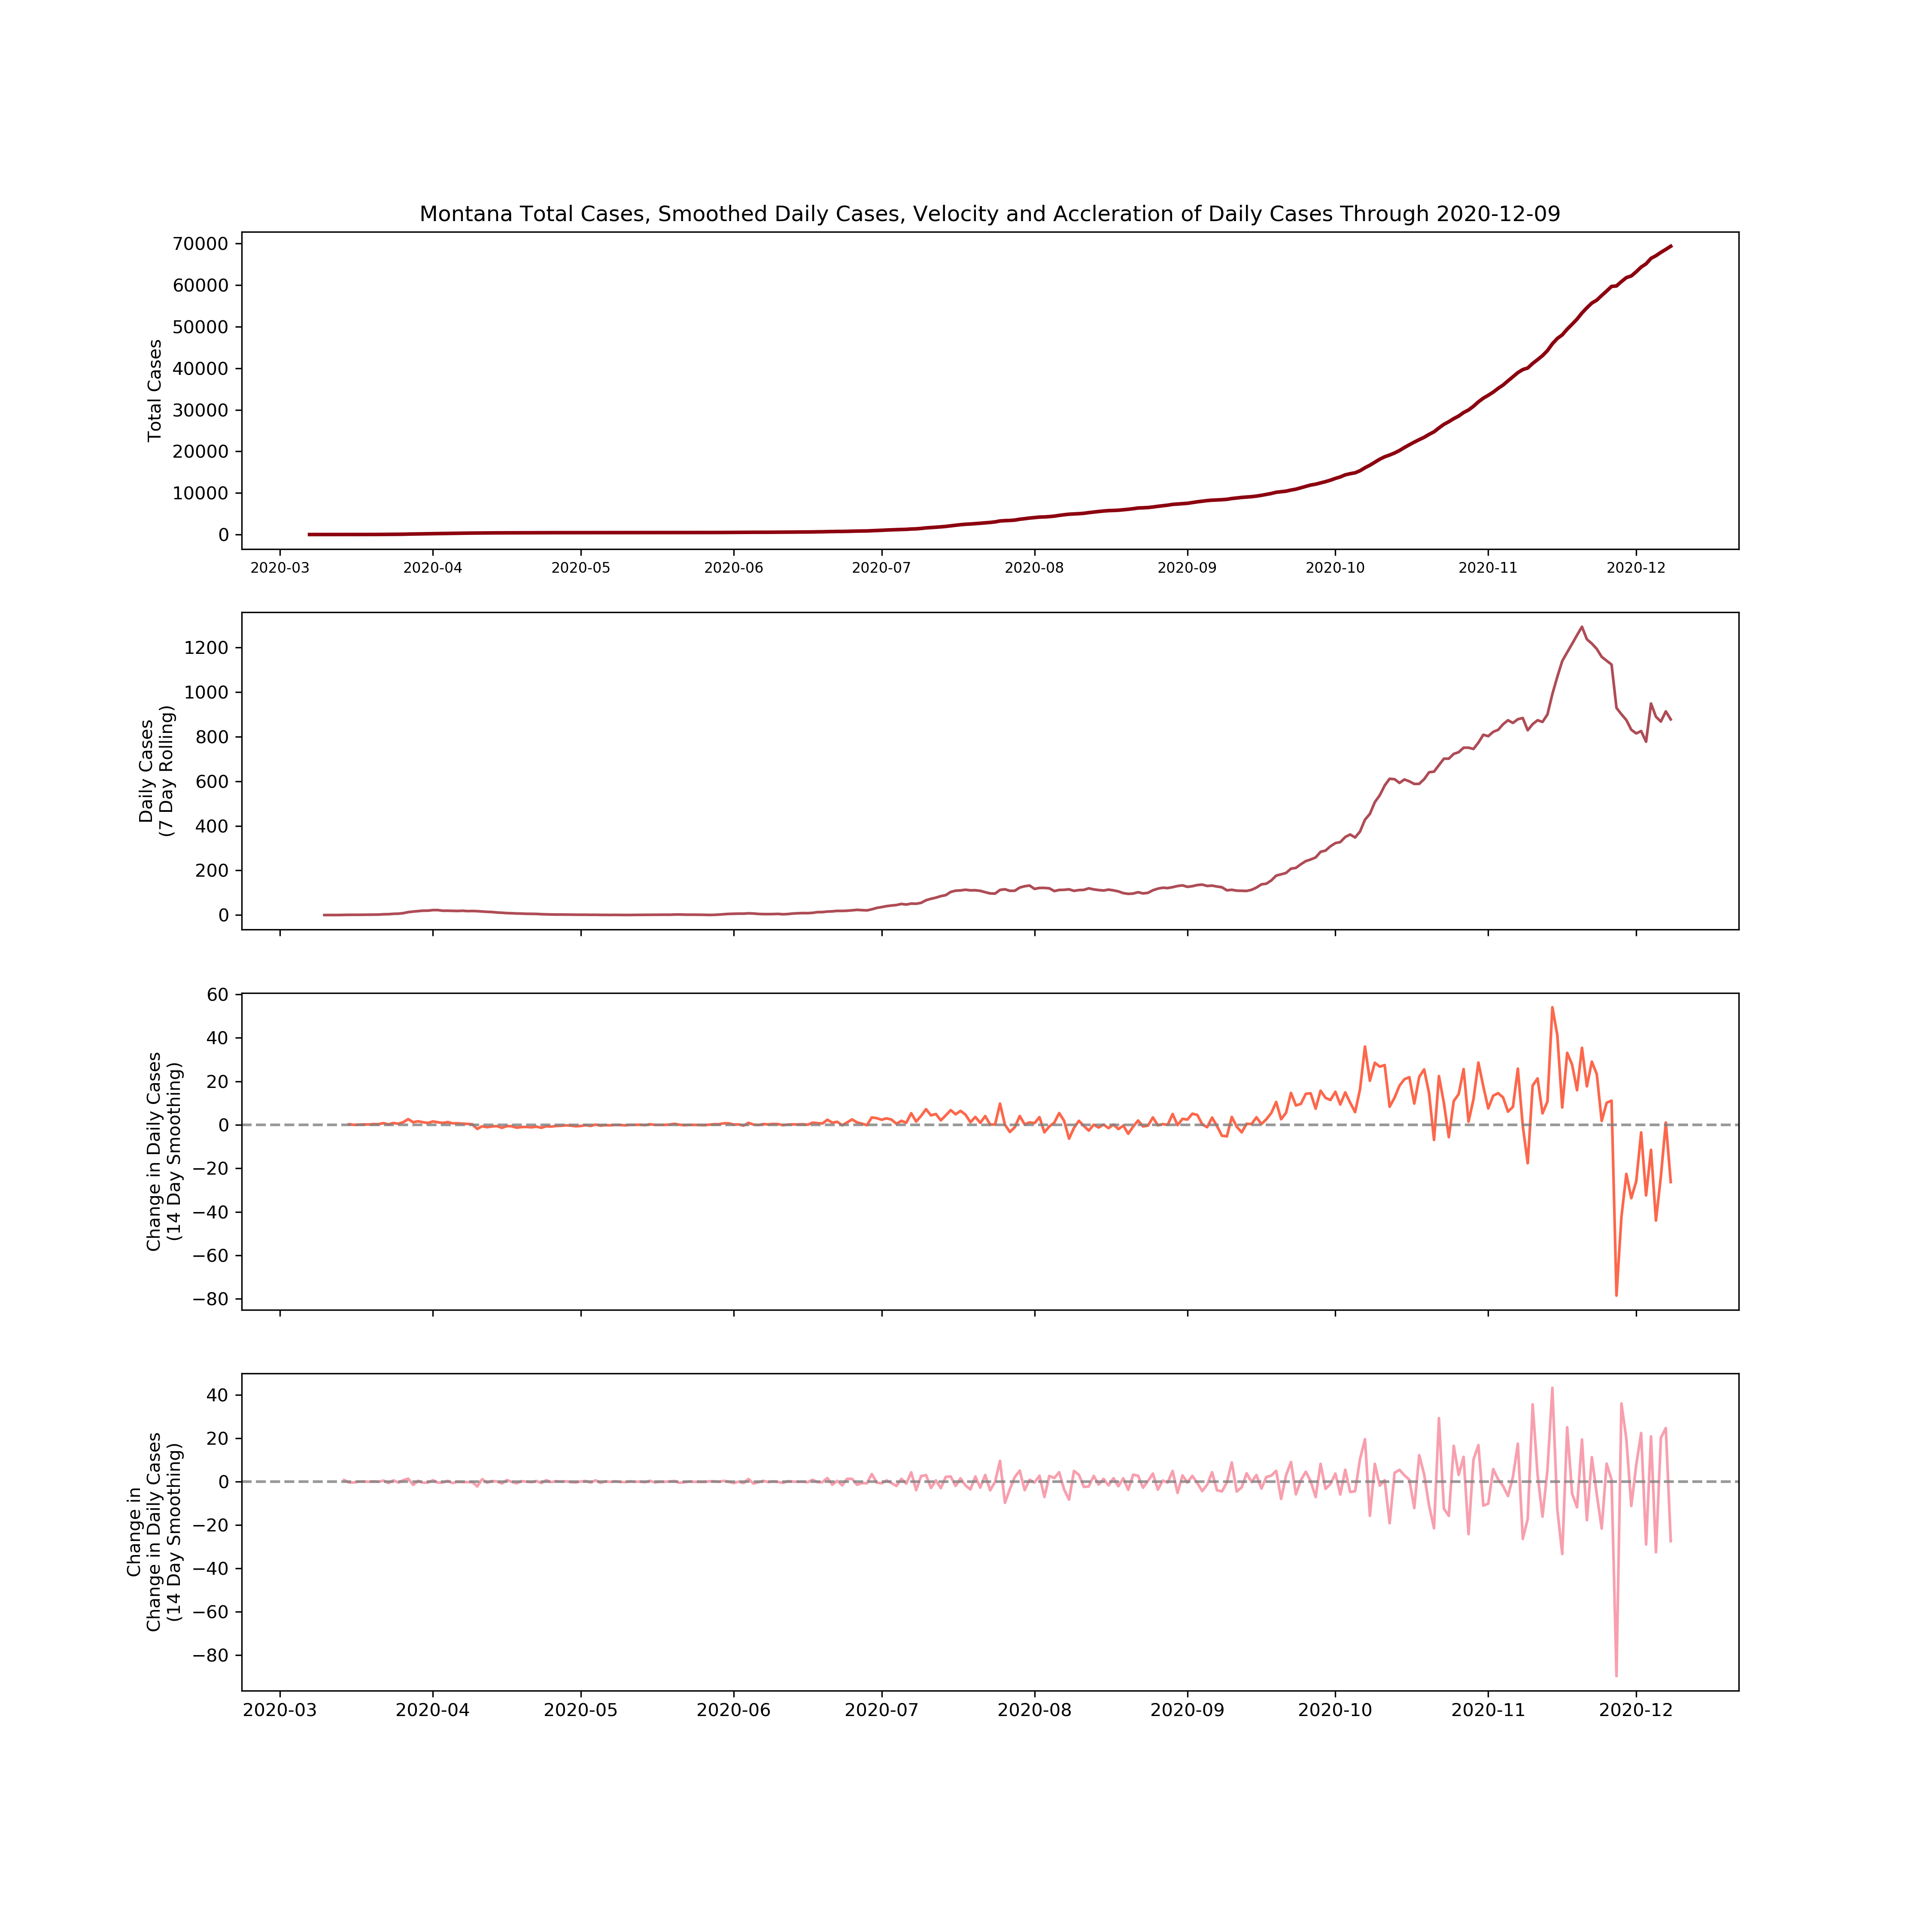 Montana Total Cases, Smoothed Daily Cases, Velocity and Accleration of Daily Cases Through 2020-12-09
Total Cases
70000
60000
50000
40000
30000
20000
10000
0
2020-03 2020-04 2020-05 2020-06 2020-07 2020-08 2020-09 2020-10 2020-11 2020-12
Daily Cases
(7 Day Rolling)
1200
1000
800
600
400
200
0
Change in Daily Cases
(14 Day Smoothing)
60
40
20
0
−20
−40
−60
−80
Change in
Change in Daily Cases
(14 Day Smoothing)
40
20
0
−20
−40
−60
−80
2020-03 2020-04 2020-05 2020-06 2020-07 2020-08 2020-09 2020-10 2020-11 2020-12